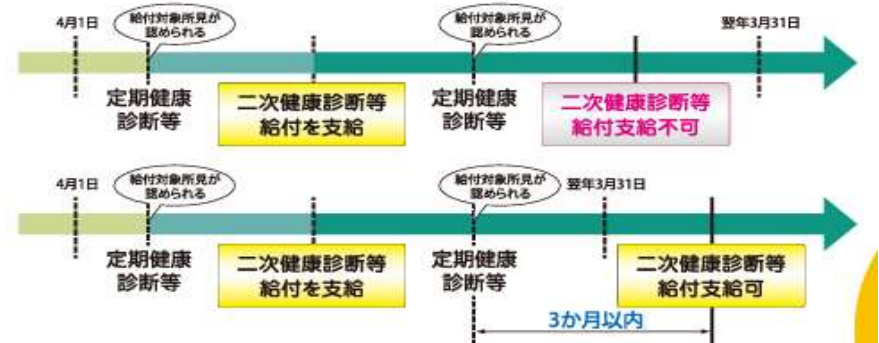 4月1日
給付対象所見が
認められる
給付対象所見が
認められる
翌年3月31日
定期健康
診断等
二次健康診断等
給付を支給
定期健康
診断等
二次健康診断等
給付支給不可
4月1日
給付対象所見が
認められる
給付対象所見が
認められる
翌年3月31日
定期健康
診断等
二次健康診断等
給付を支給
定期健康
診断等
二次健康診断等
給付支給可
3か月以内